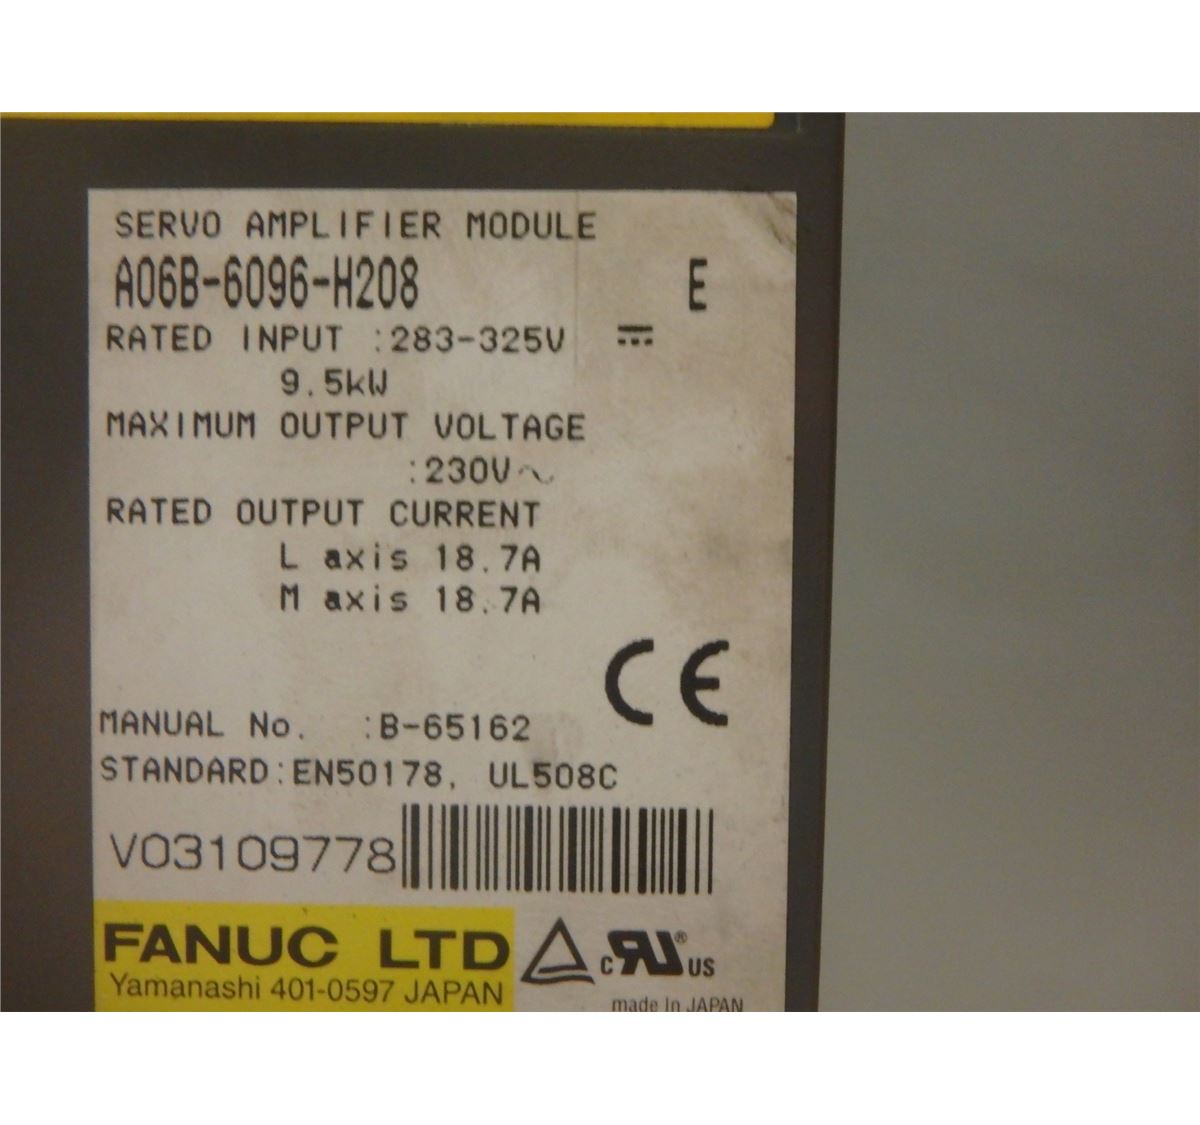 SERVO AMPLIFIER MODULE
A06B-6096-H208 E
RATED INPUT :283-325V ⎓
9.5kW
MAXIMUM OUTPUT VOLTAGE
:230V~
RATED OUTPUT CURRENT
L axis 18.7A
M axis 18.7A
CE
MANUAL No. :B-65162
STANDARD:EN50178, UL508C
V03109778
FANUC LTD
Yamanashi 401-0597 JAPAN
c RU ® US
made in JAPAN